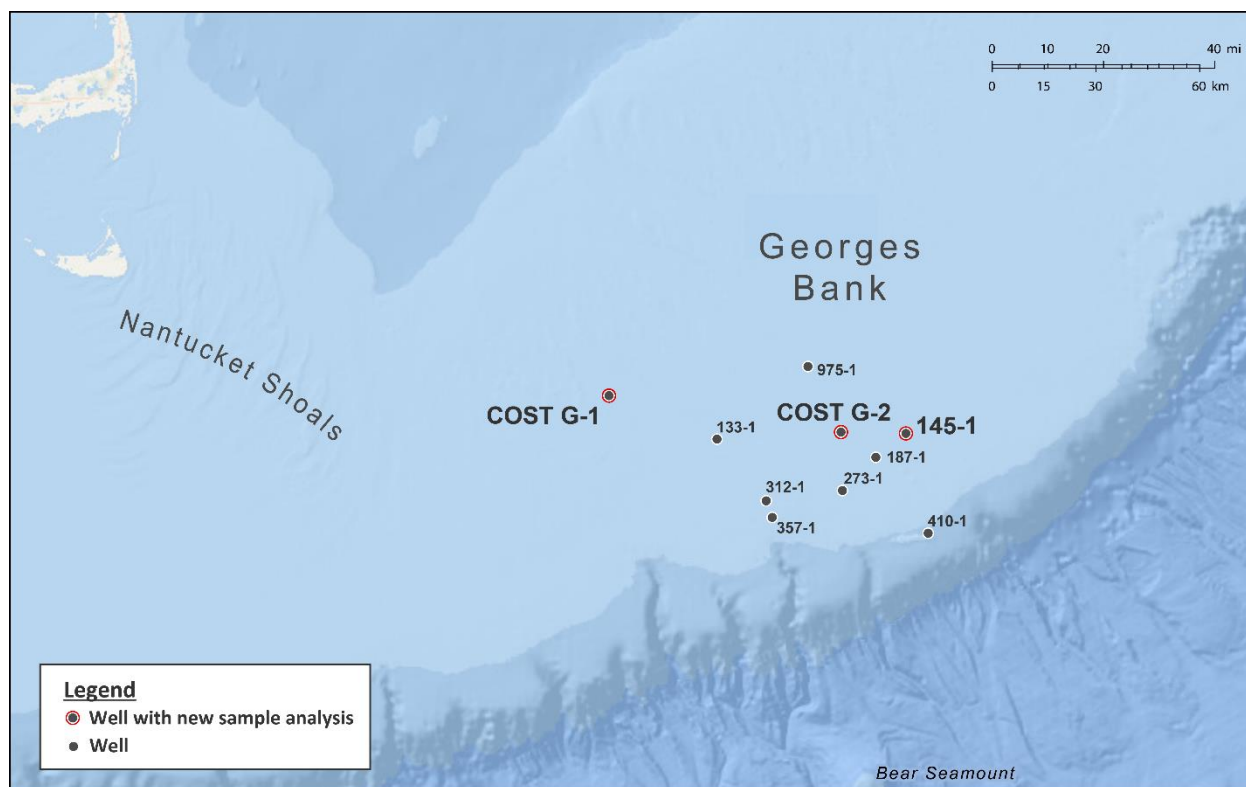 0 10 20 40 mi
0 15 30 60 km
Georges
Bank
Nantucket Shoals
975-1
COST G-1
COST G-2
133-1
145-1
187-1
273-1
312-1
357-1
410-1
Legend
Well with new sample analysis
Well
Bear Seamount